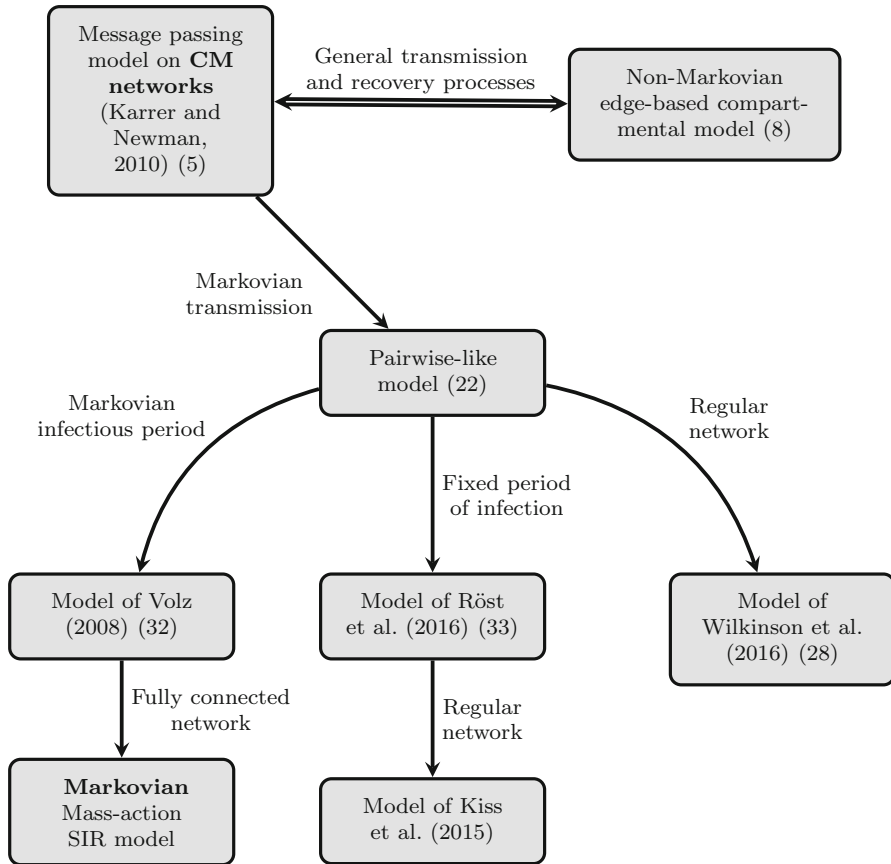 Message passing
model on CM
networks
(Karrer and
Newman,
2010) (5)
General transmission
and recovery processes
Non-Markovian
edge-based compart-
mental model (8)
Markovian
transmission
Pairwise-like
model (22)
Markovian
infectious period
Fixed period
of infection
Regular
network
Model of Volz
(2008) (32)
Model of Röst
et al. (2016) (33)
Model of
Wilkinson et al.
(2016) (28)
Fully connected
network
Regular
network
Markovian
Mass-action
SIR model
Model of Kiss
et al. (2015)